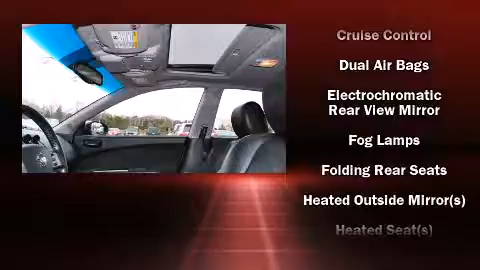 Cruise Control
Dual Air Bags
Electrochromatic
Rear View Mirror
Fog Lamps
Folding Rear Seats
Heated Outside Mirror(s)
Heated Seat(s)